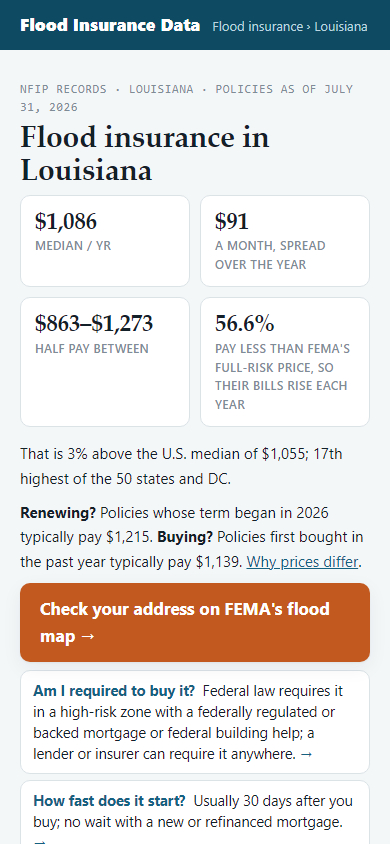 Flood Insurance Data Flood insurance › Louisiana
NFIP RECORDS · LOUISIANA · POLICIES AS OF JULY
31, 2026
Flood insurance in
Louisiana
$1,086
MEDIAN / YR
$91
A MONTH, SPREAD
OVER THE YEAR
$863–$1,273
HALF PAY BETWEEN
56.6%
PAY LESS THAN FEMA'S
FULL-RISK PRICE, SO
THEIR BILLS RISE EACH
YEAR
That is 3% above the U.S. median of $1,055; 17th
highest of the 50 states and DC.
Renewing? Policies whose term began in 2026
typically pay $1,215. Buying? Policies first bought in
the past year typically pay $1,139. Why prices differ.
Check your address on FEMA's flood
map →
Am I required to buy it? Federal law requires it
in a high-risk zone with a federally regulated or
backed mortgage or federal building help; a
lender or insurer can require it anywhere. →
How fast does it start? Usually 30 days after you
buy; no wait with a new or refinanced mortgage.
→